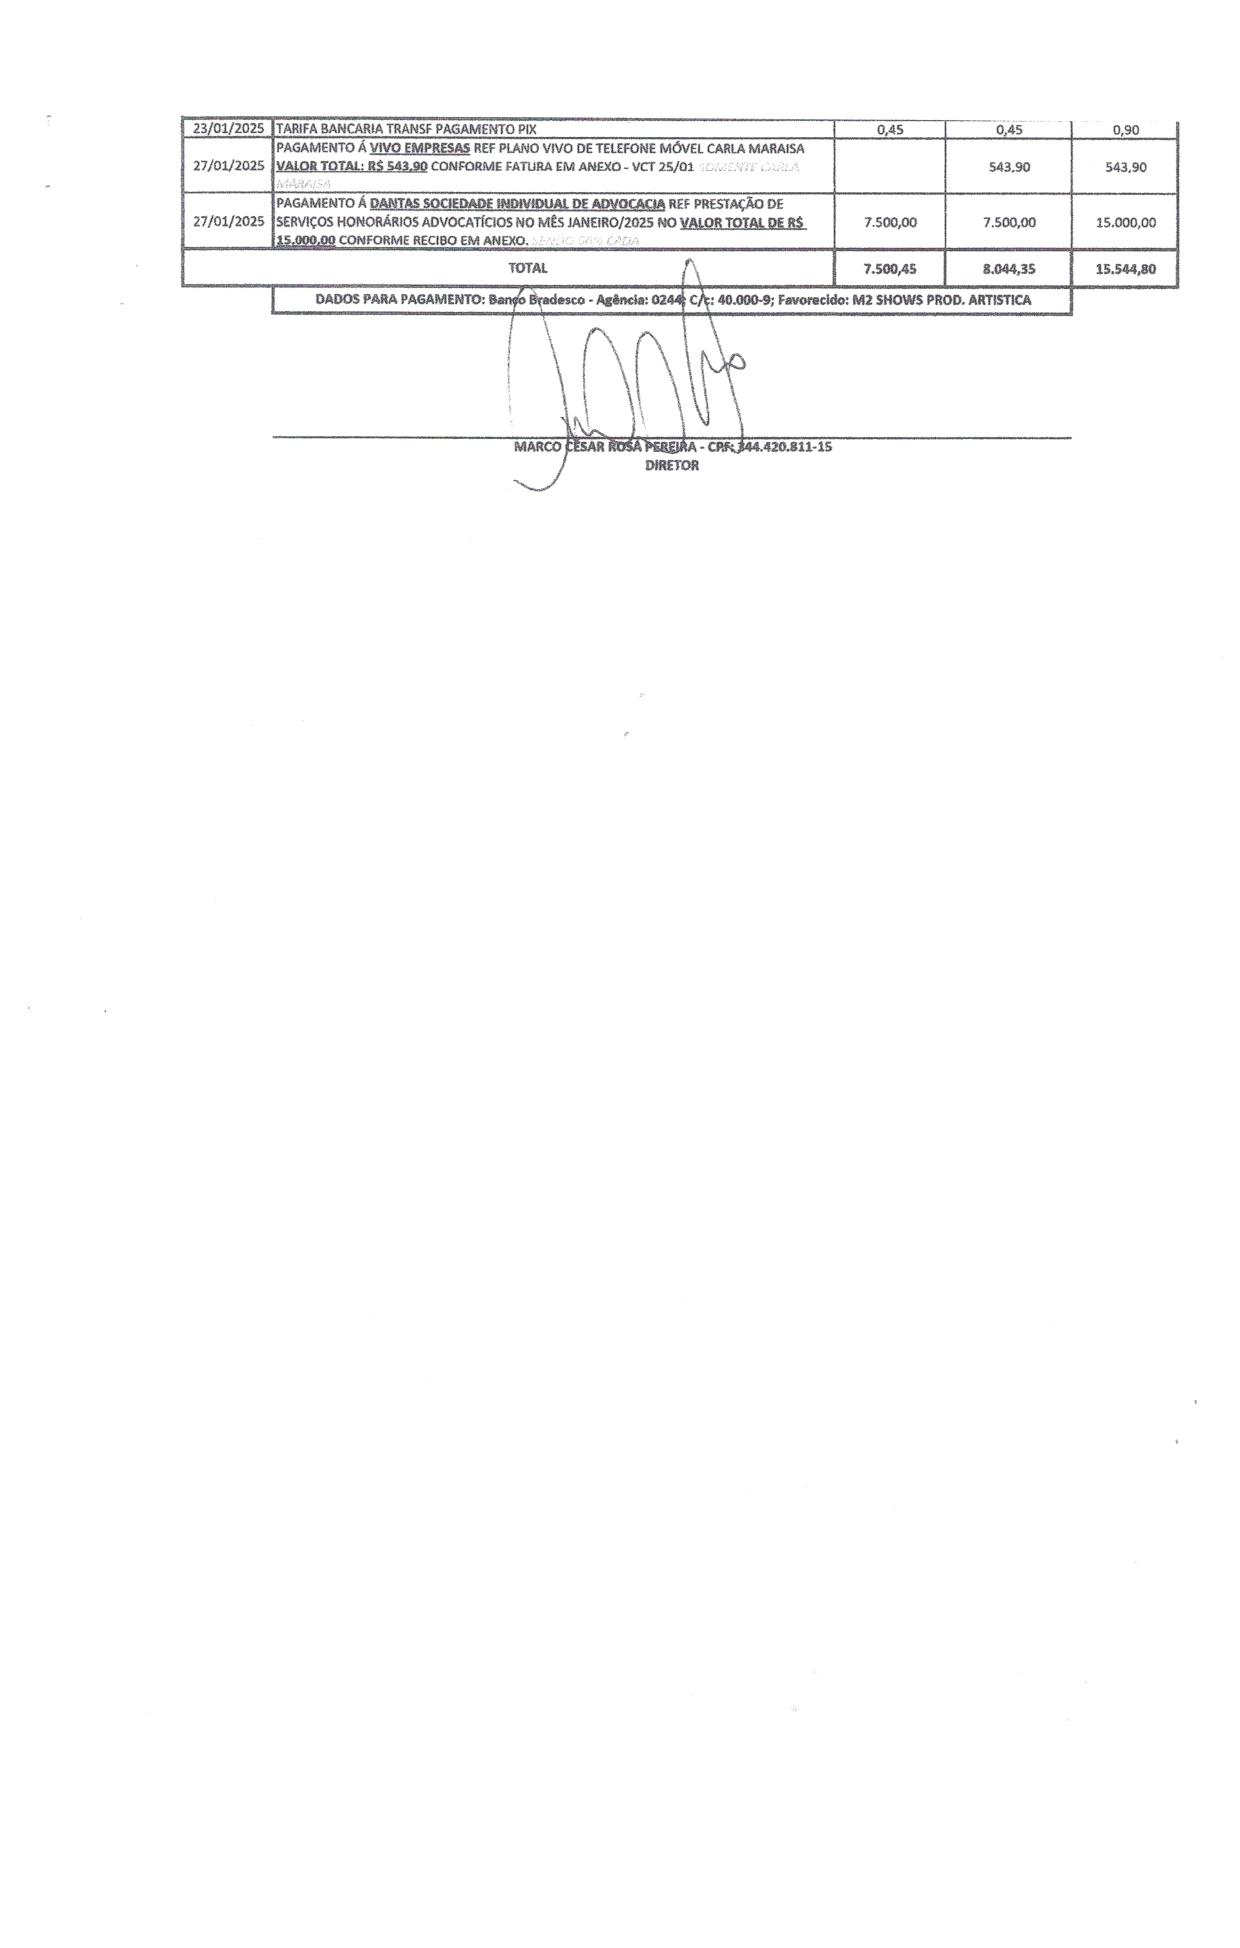 23/01/2025 TARIFA BANCARIA TRANSF PAGAMENTO PIX 0,45 0,45 0,90
PAGAMENTO Á VIVO EMPRESAS REF PLANO VIVO DE TELEFONE MÓVEL CARLA MARAISA
27/01/2025 VALOR TOTAL: R$ 543,90 CONFORME FATURA EM ANEXO - VCT 25/01 SOMENTE CARLA 543,90 543,90
MARAISA
PAGAMENTO Á DANTAS SOCIEDADE INDIVIDUAL DE ADVOCACIA REF PRESTAÇÃO DE
27/01/2025 SERVIÇOS HONORÁRIOS ADVOCATÍCIOS NO MÊS JANEIRO/2025 NO VALOR TOTAL DE R$ 7.500,00 7.500,00 15.000,00
15.000,00 CONFORME RECIBO EM ANEXO. SENDO 50% CADA
TOTAL 7.500,45 8.044,35 15.544,80
DADOS PARA PAGAMENTO: Banco Bradesco - Agência: 0244; C/c: 40.000-9; Favorecido: M2 SHOWS PROD. ARTISTICA
MARCO CESAR ROSA PEREIRA - CPF: 344.420.811-15
DIRETOR